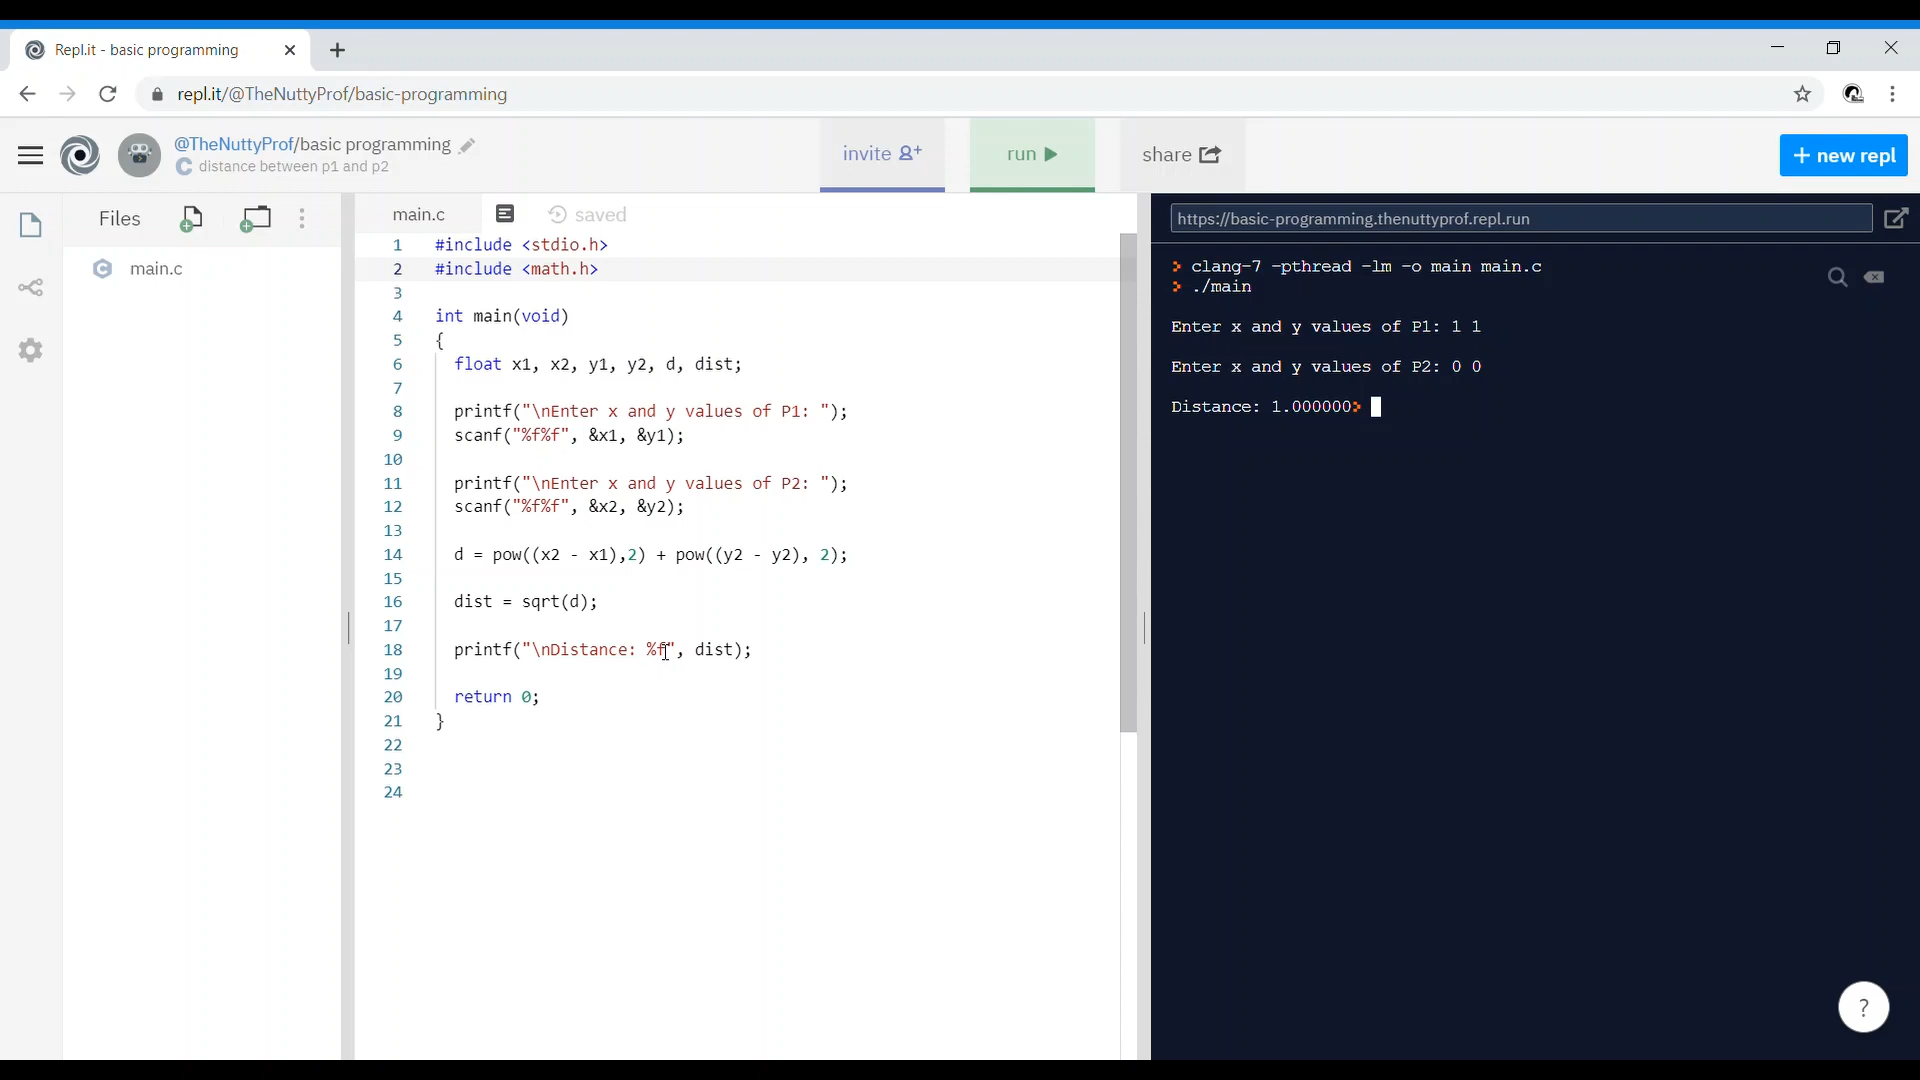 Repl.it - basic programming
repl.it/@TheNuttyProf/basic-programming
@TheNuttyProf/basic programming
distance between p1 and p2
invite
run
share
+ new repl
Files
main.c
main.c
saved
https://basic-programming.thenuttyprof.repl.run
1 #include <stdio.h>
2 #include <math.h>
3
4 int main(void)
5 {
6 float x1, x2, y1, y2, d, dist;
7
8 printf("\nEnter x and y values of P1: ");
9 scanf("%f%f", &x1, &y1);
10
11 printf("\nEnter x and y values of P2: ");
12 scanf("%f%f", &x2, &y2);
13
14 d = pow((x2 - x1),2) + pow((y2 - y2), 2);
15
16 dist = sqrt(d);
17
18 printf("\nDistance: %f", dist);
19
20 return 0;
21 }
22
23
24
> clang-7 -pthread -lm -o main main.c
> ./main
Enter x and y values of P1: 1 1
Enter x and y values of P2: 0 0
Distance: 1.000000>
?